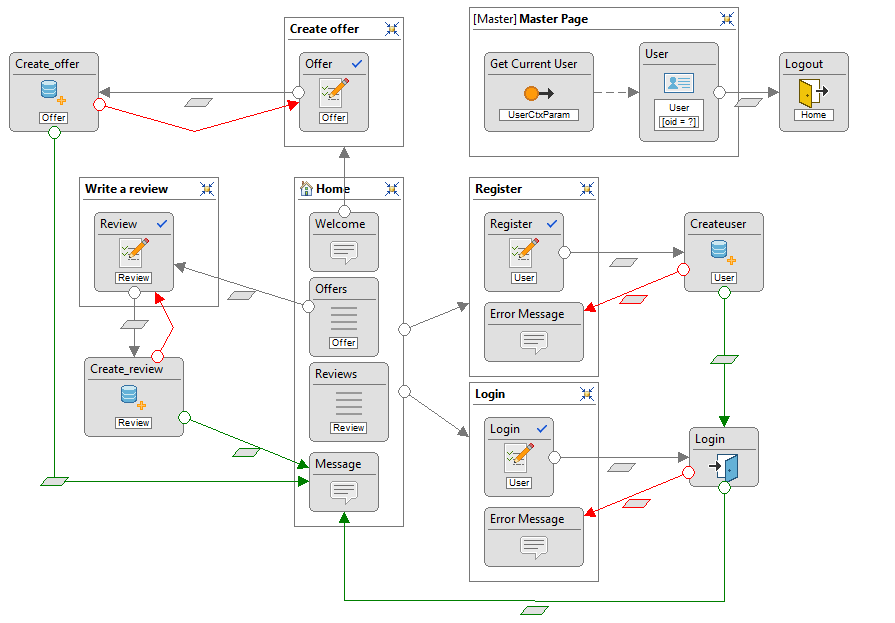 Create offer
[Master] Master Page
Create_offer
Offer
Offer
Offer
Get Current User
UserCtxParam
User
User
[oid = ?]
Logout
Home
Write a review
Home
Register
Review
Review
Welcome
Register
User
Createuser
User
Offers
Offer
Error Message
Create_review
Review
Reviews
Review
Login
Login
User
Login
Message
Error Message